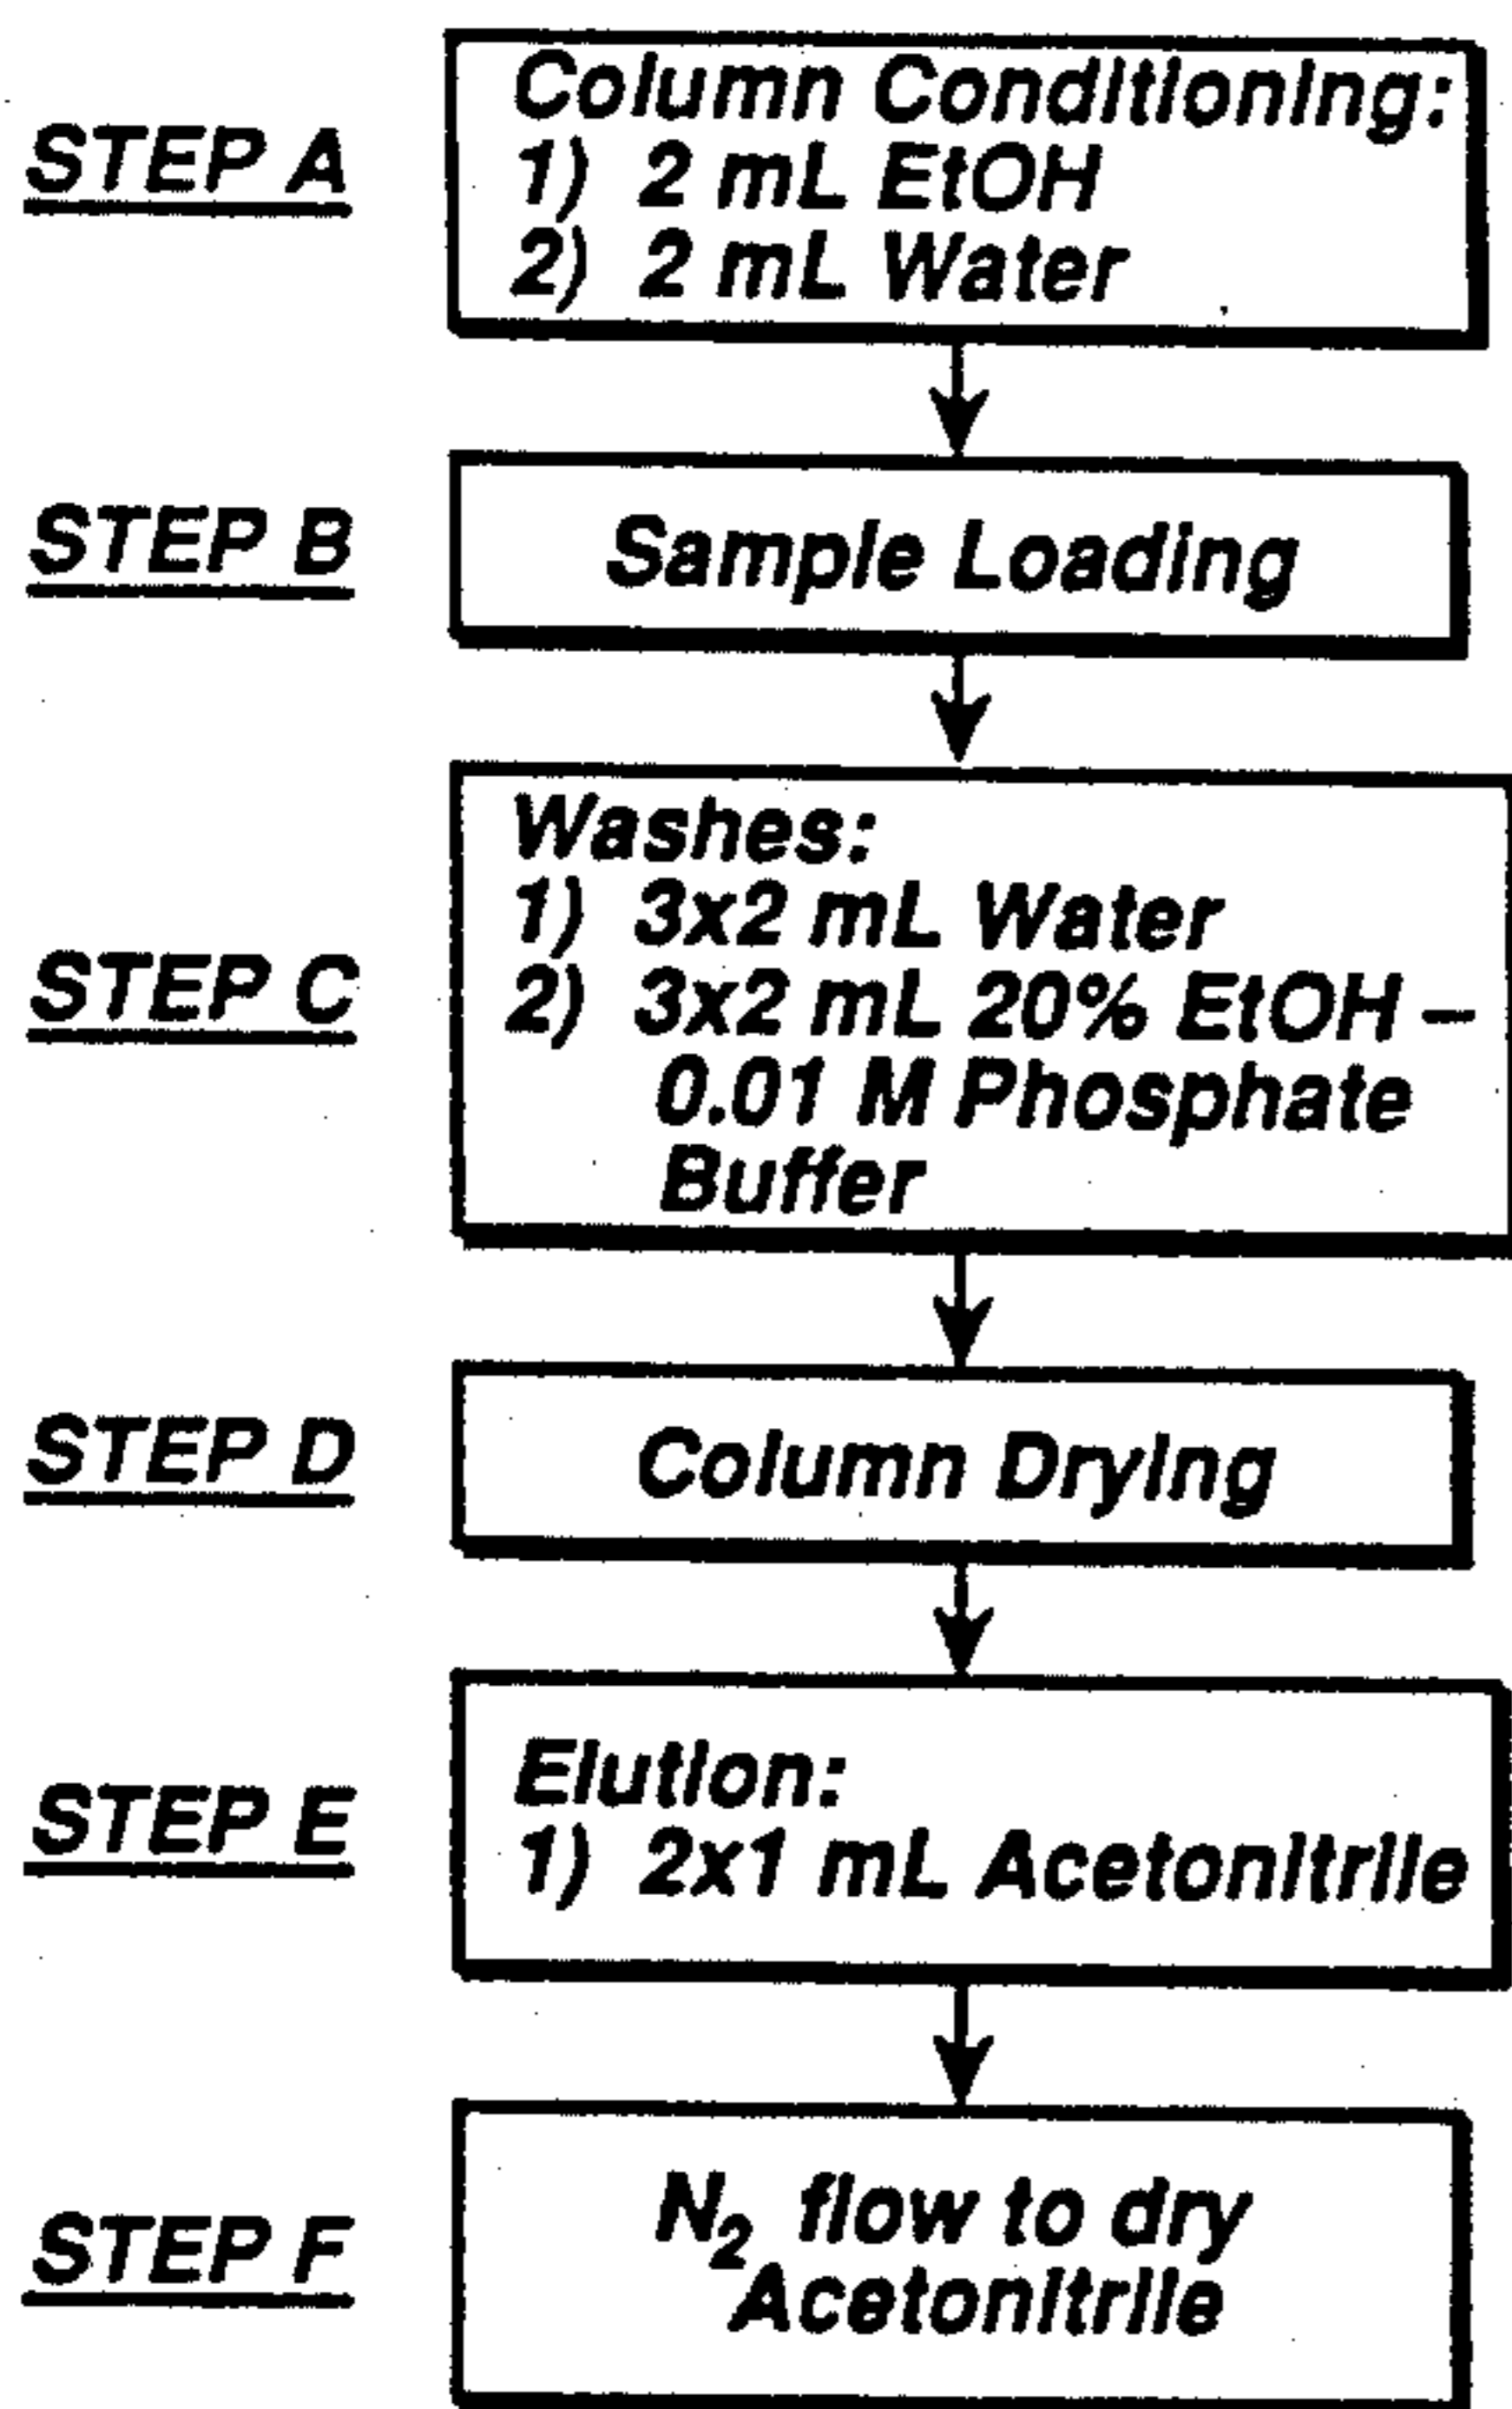 STEP A
Column Conditioning:
1) 2 mL EtOH
2) 2 mL Water
STEP B
Sample Loading
STEP C
Washes:
1) 3x2 mL Water
2) 3x2 mL 20% EtOH –
0.01 M Phosphate
Buffer
STEP D
Column Drying
STEP E
Elution:
1) 2x1 mL Acetonitrile
STEP F
N₂ flow to dry
Acetonitrile